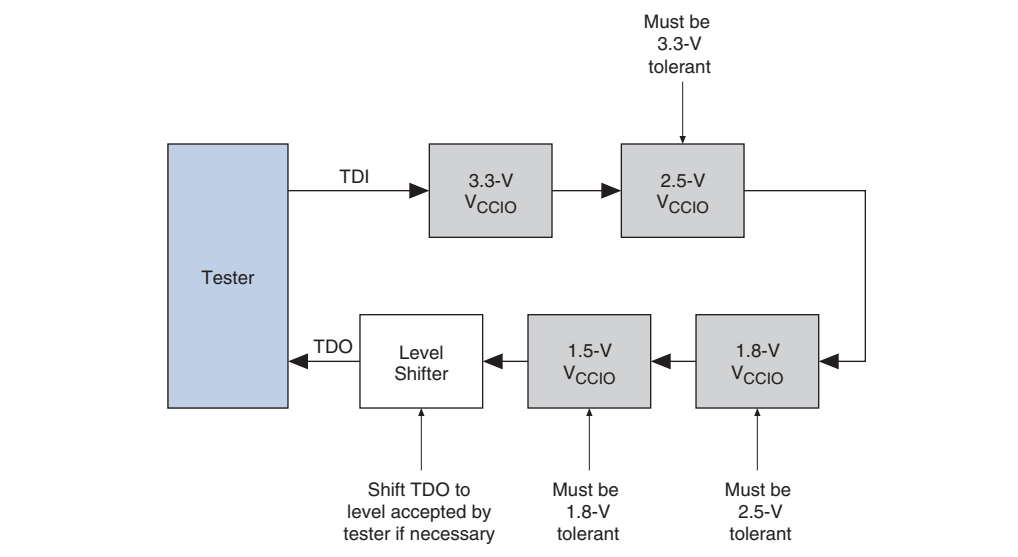 Must be
3.3-V
tolerant
TDI
3.3-V
VCCIO
2.5-V
VCCIO
Tester
TDO
Level
Shifter
1.5-V
VCCIO
1.8-V
VCCIO
Shift TDO to
level accepted by
tester if necessary
Must be
1.8-V
tolerant
Must be
2.5-V
tolerant